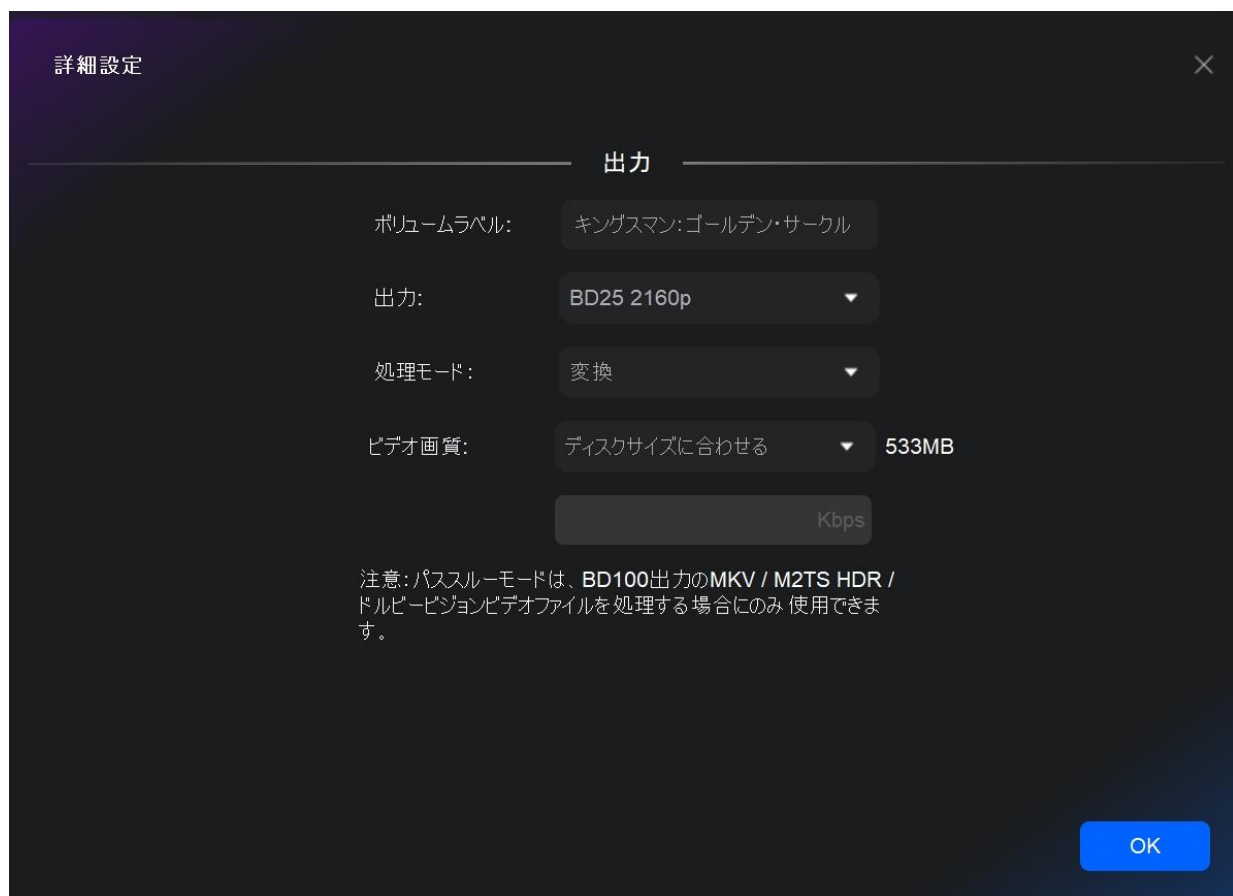 詳細設定
出力
ボリュームラベル:
キングスマン:ゴールデン・サークル
出力:
BD25 2160p
処理モード:
変換
ビデオ画質:
ディスクサイズに合わせる
533MB
Kbps
注意:パススルーモードは、BD100出力のMKV / M2TS HDR /
ドルビービジョンビデオファイルを処理する場合にのみ 使用できま
す。
OK